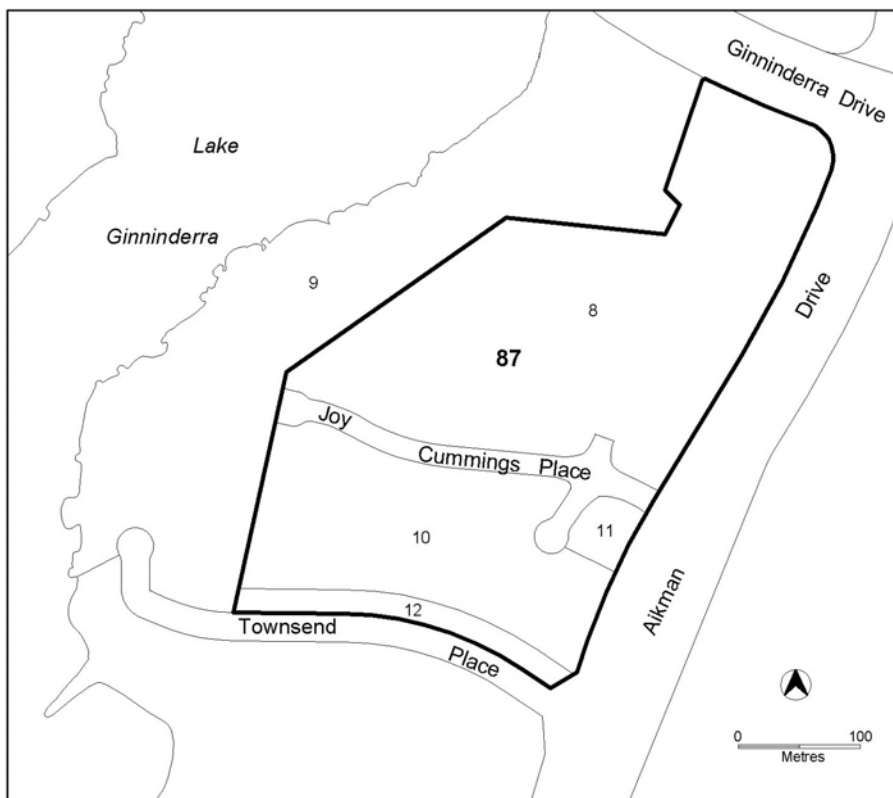 Ginninderra Drive
Lake
Ginninderra
9
8
Drive
87
Joy
Cummings Place
11
10
Aikman
12
Townsend
Place
0 100
Metres